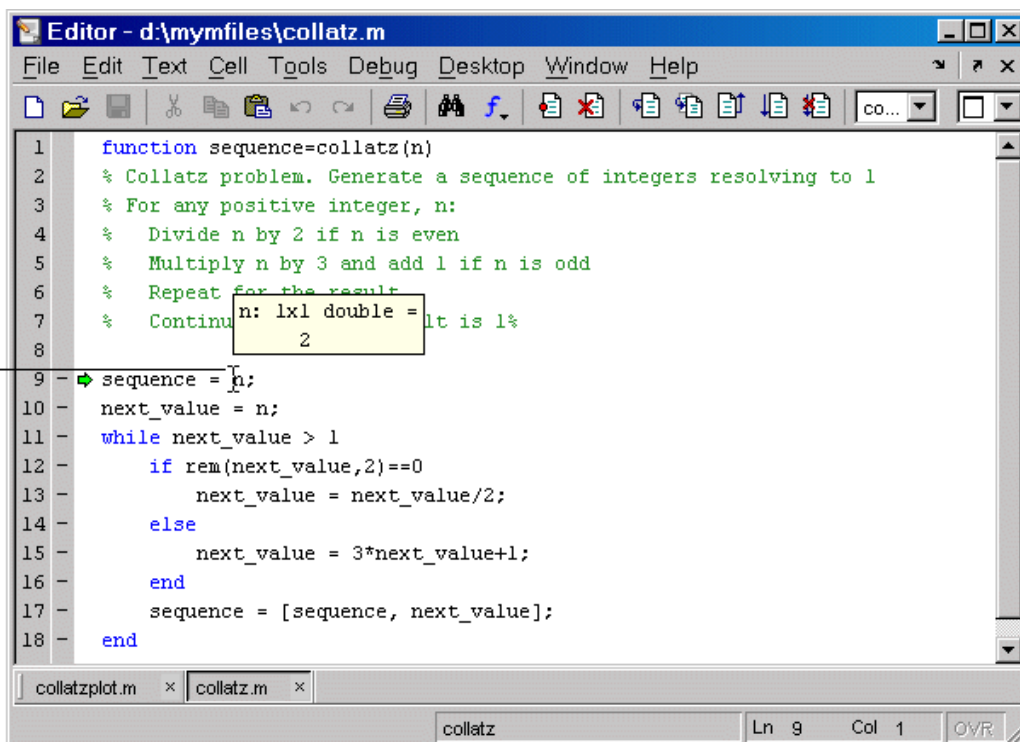 Editor - d:\mymfiles\collatz.m
File Edit Text Cell Tools Debug Desktop Window Help
co...
1 function sequence=collatz(n)
2 % Collatz problem. Generate a sequence of integers resolving to 1
3 % For any positive integer, n:
4 %   Divide n by 2 if n is even
5 %   Multiply n by 3 and add 1 if n is odd
6 %   Repeat for the result
7 %   Continu lt is 1%
n: 1x1 double =
2
8
9 - sequence = n;
10 - next_value = n;
11 - while next_value > 1
12 -     if rem(next_value,2)==0
13 -         next_value = next_value/2;
14 -     else
15 -         next_value = 3*next_value+1;
16 -     end
17 -     sequence = [sequence, next_value];
18 - end
collatzplot.m × collatz.m ×
collatz Ln 9 Col 1 OVR